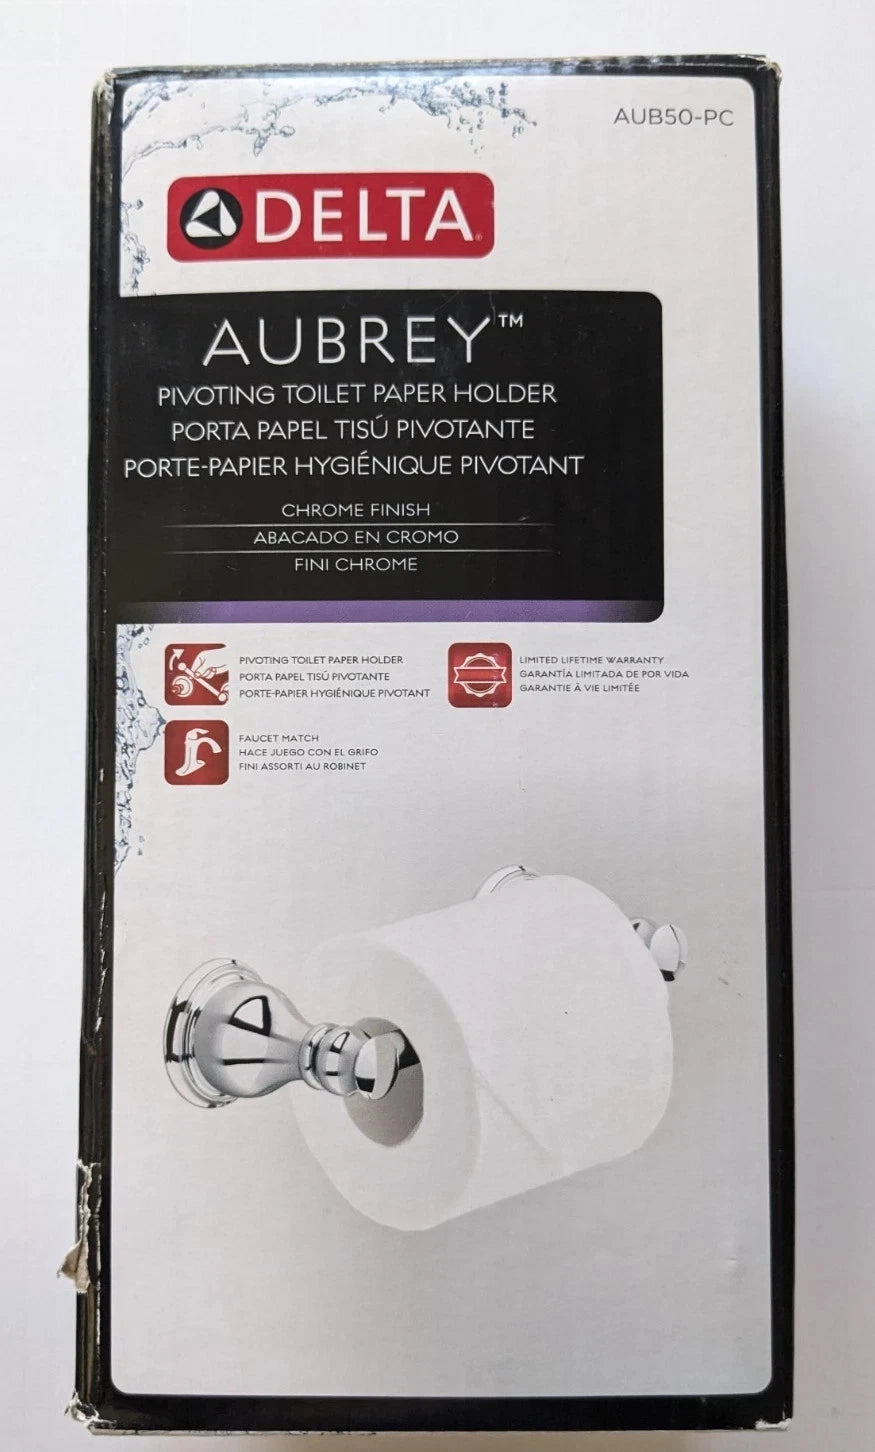 AUB50-PC
DELTA®
AUBREY™
PIVOTING TOILET PAPER HOLDER
PORTA PAPEL TISÚ PIVOTANTE
PORTE-PAPIER HYGIÉNIQUE PIVOTANT
CHROME FINISH
ABACADO EN CROMO
FINI CHROME
PIVOTING TOILET PAPER HOLDER
PORTA PAPEL TISÚ PIVOTANTE
PORTE-PAPIER HYGIÉNIQUE PIVOTANT
LIMITED LIFETIME WARRANTY
GARANTÍA LIMITADA DE POR VIDA
GARANTIE À VIE LIMITÉE
FAUCET MATCH
HACE JUEGO CON EL GRIFO
FINI ASSORTI AU ROBINET